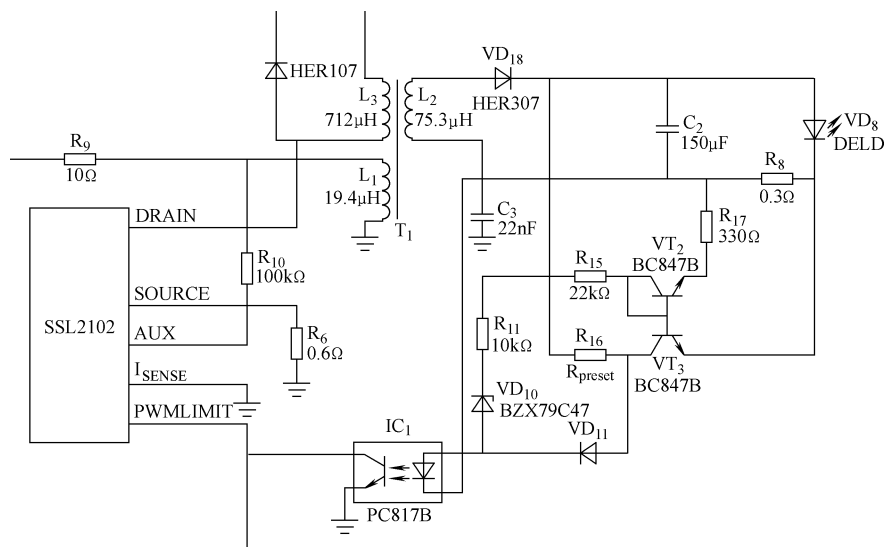 HER107
VD18
HER307
L3
712μH
L2
75.3μH
C2
150μF
VD8
DELD
R9
10Ω
L1
19.4μH
T1
C3
22nF
R8
0.3Ω
R17
330Ω
DRAIN
R10
100kΩ
SOURCE
SSL2102
AUX
R6
0.6Ω
ISENSE
PWMLIMIT
R15
22kΩ
VT2
BC847B
R11
10kΩ
R16
Rpreset
VT3
BC847B
VD10
BZX79C47
VD11
IC1
PC817B